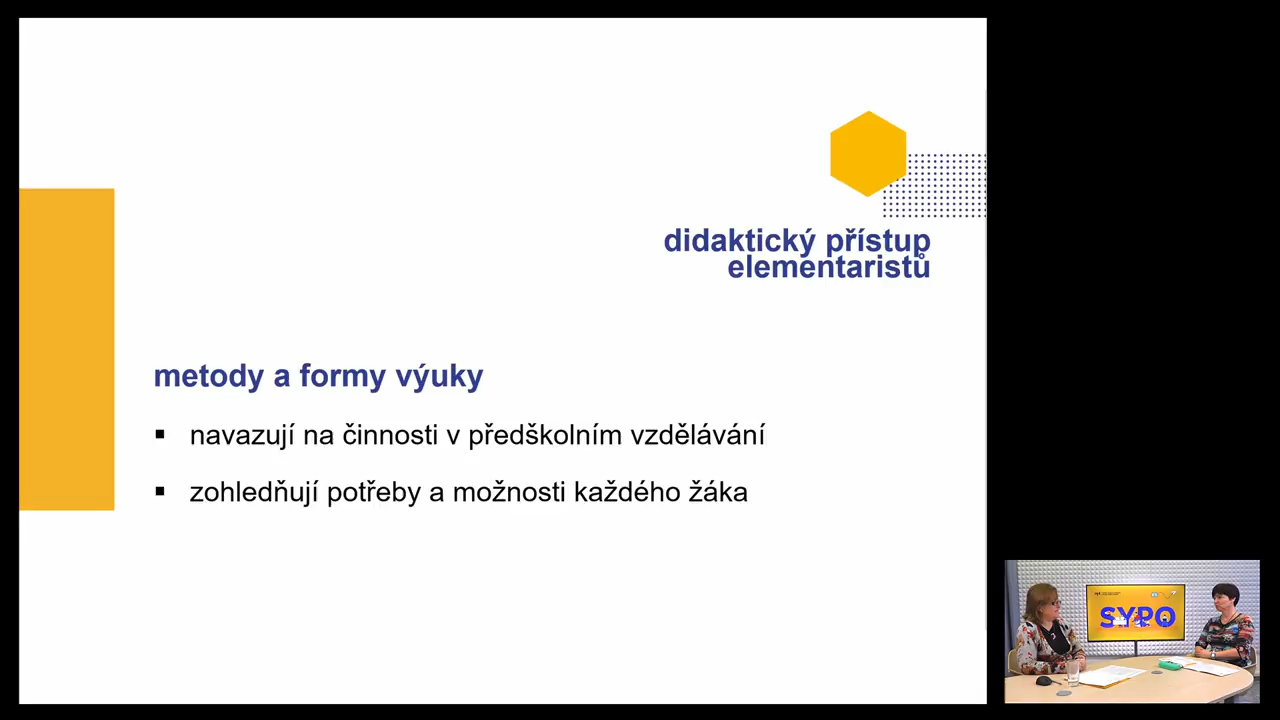 didaktický přístup
elementaristů
metody a formy výuky
navazují na činnosti v předškolním vzdělávání
zohledňují potřeby a možnosti každého žáka
SYPO